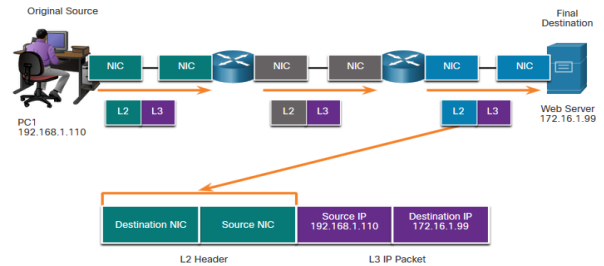 Original Source
Final
Destination
NIC NIC NIC NIC NIC NIC
L2 L3 L2 L3 L2 L3
PC1
192.168.1.110
Web Server
172.16.1.99
Destination NIC Source NIC Source IP
192.168.1.110 Destination IP
172.16.1.99
L2 Header L3 IP Packet